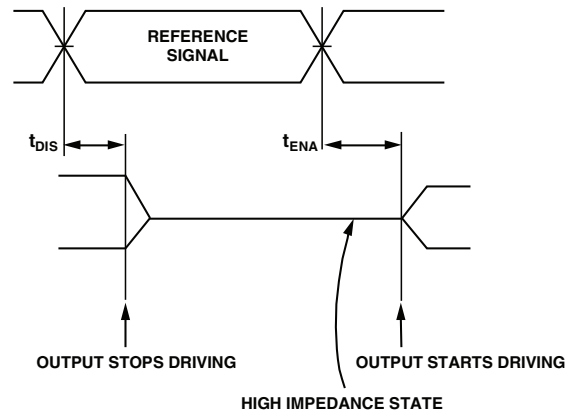 REFERENCE
SIGNAL
tDIS
tENA
OUTPUT STOPS DRIVING
OUTPUT STARTS DRIVING
HIGH IMPEDANCE STATE